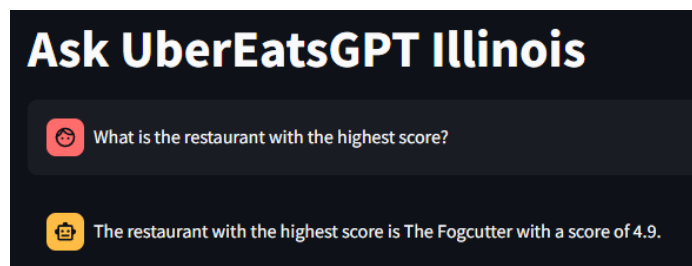 Ask UberEatsGPT Illinois
What is the restaurant with the highest score?
The restaurant with the highest score is The Fogcutter with a score of 4.9.